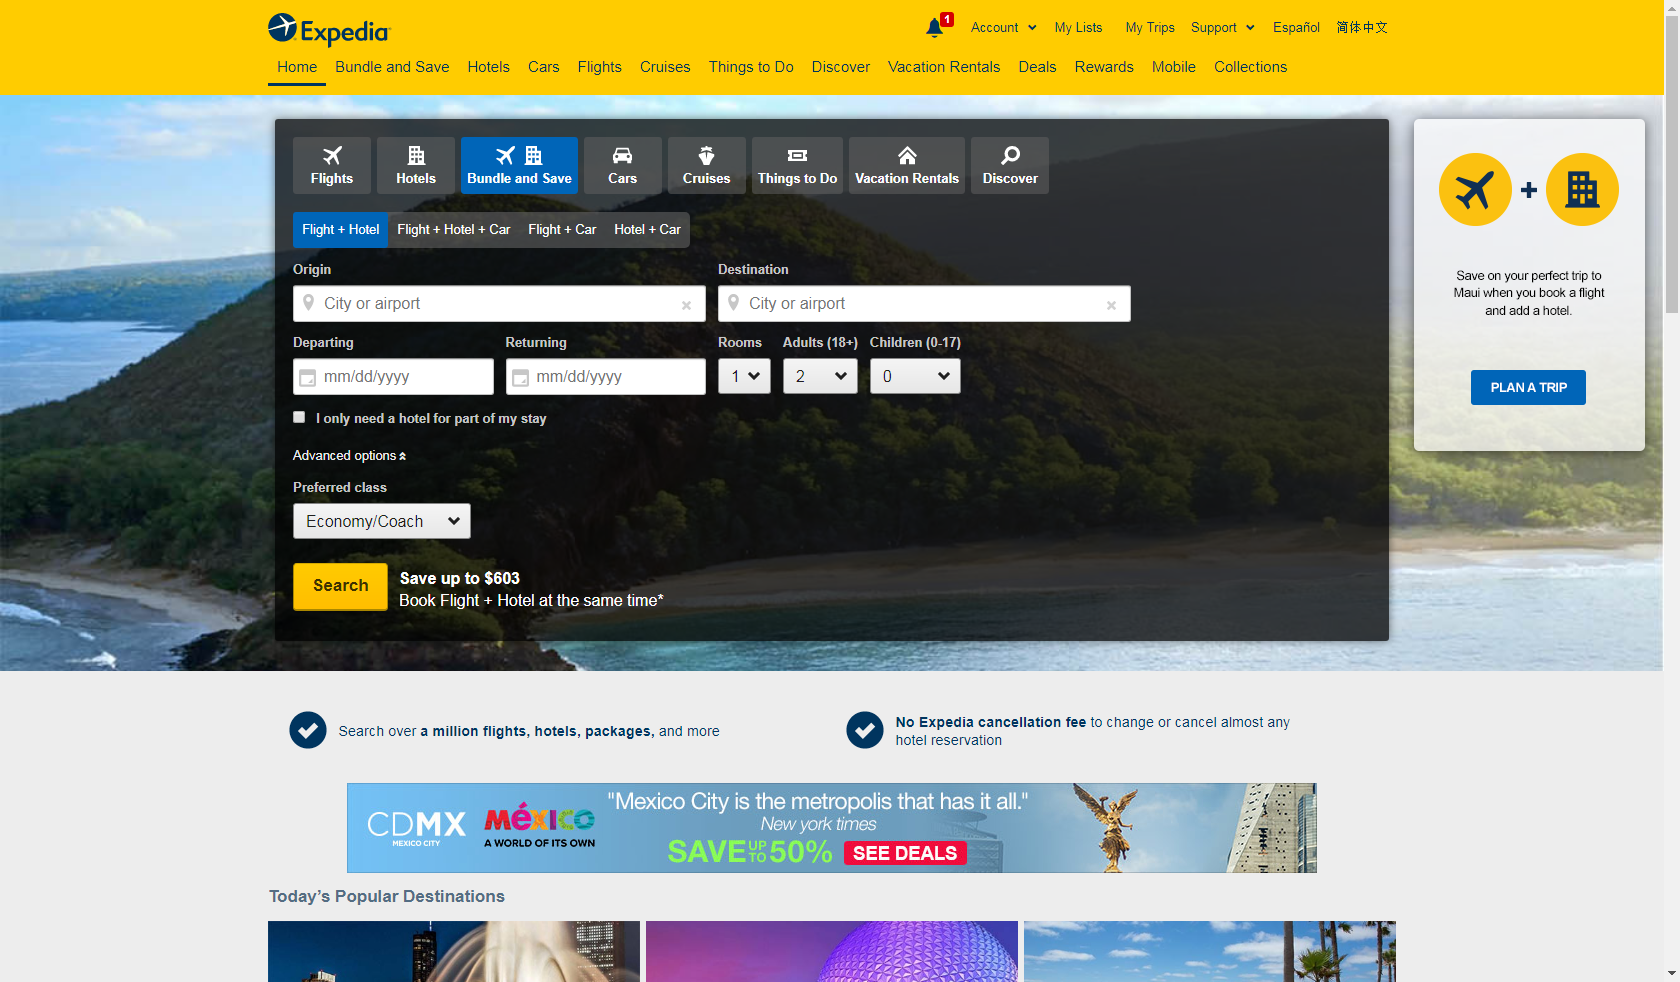 Expedia
1
Account
My Lists
My Trips
Support
Español
简体中文
Home
Bundle and Save
Hotels
Cars
Flights
Cruises
Things to Do
Discover
Vacation Rentals
Deals
Rewards
Mobile
Collections
Flights
Hotels
Bundle and Save
Cars
Cruises
Things to Do
Vacation Rentals
Discover
Flight + Hotel
Flight + Hotel + Car
Flight + Car
Hotel + Car
Origin
Destination
City or airport
City or airport
Departing
Returning
Rooms
Adults (18+)
Children (0-17)
mm/dd/yyyy
mm/dd/yyyy
1
2
0
I only need a hotel for part of my stay
Advanced options
Preferred class
Economy/Coach
Search
Save up to $603
Book Flight + Hotel at the same time*
Save on your perfect trip to
Maui when you book a flight
and add a hotel.
PLAN A TRIP
Search over a million flights, hotels, packages, and more
No Expedia cancellation fee to change or cancel almost any
hotel reservation
CDMX
MEXICO CITY
MÉXICO
A WORLD OF ITS OWN
"Mexico City is the metropolis that has it all."
New york times
SAVE UP TO 50%
SEE DEALS
Today’s Popular Destinations